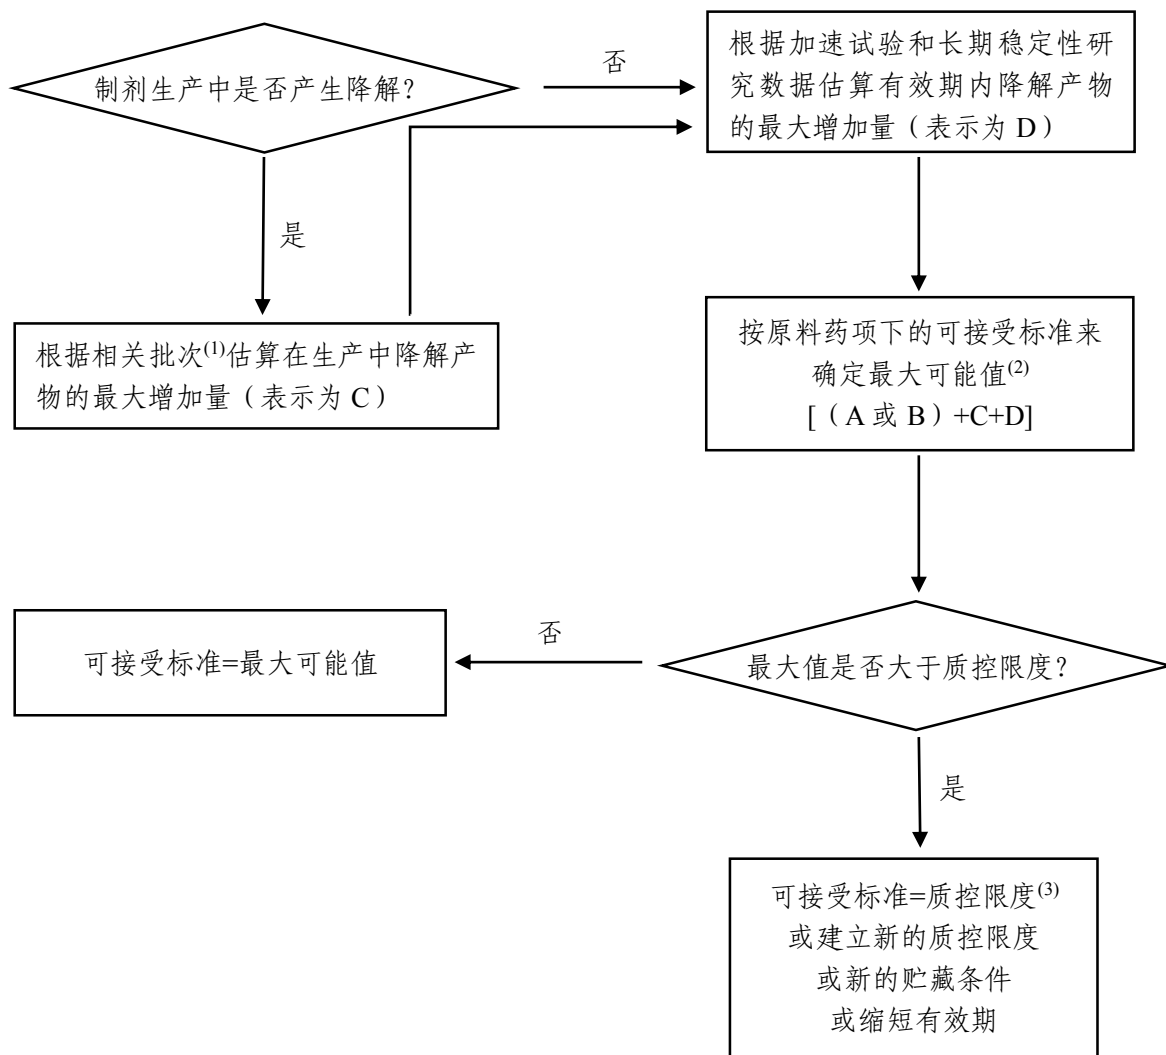 制剂生产中是否产生降解？
否
根据加速试验和长期稳定性研
究数据估算有效期内降解产物
的最大增加量（表示为 D）
是
根据相关批次(1)估算在生产中降解产
物的最大增加量（表示为 C）
按原料药项下的可接受标准来
确定最大可能值(2)
[（A 或 B）+C+D]
最大值是否大于质控限度？
否
可接受标准=最大可能值
是
可接受标准=质控限度(3)
或建立新的质控限度
或新的贮藏条件
或缩短有效期